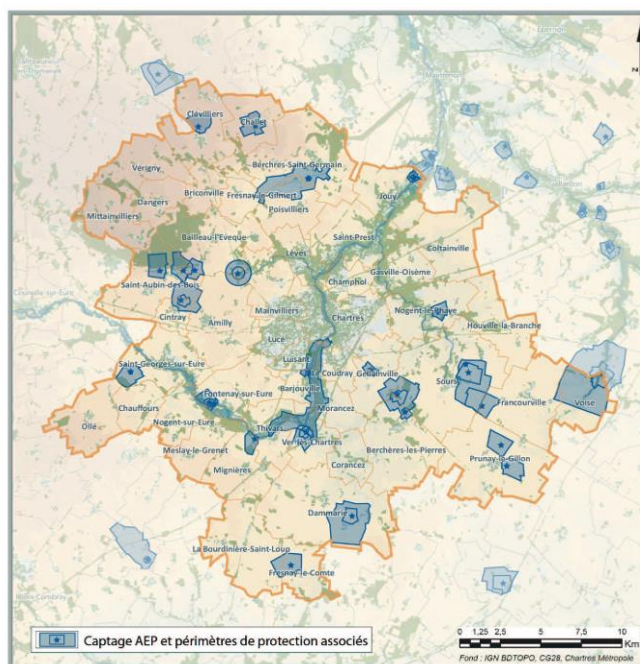 Maintenon
Clévilliers
Challet
Vérigny
Berchères-Saint-Germain
Briconville
Fresnay-le-Gilmert
Dangers
Poisvilliers
Jouy
Mittainvilliers
Bailleau-l'Évêque
Saint-Prest
Coltainville
Lèves
Gasville-Oisème
Champhol
Saint-Aubin-des-Bois
Nogent-le-Phaye
Mainvilliers
Chartres
Cintray
Amilly
Houville-la-Branche
Lucé
Courville-sur-Eure
Luisant
Saint-Georges-sur-Eure
Le Coudray
Gellainville
Sours
Barjouville
Voise
Fontenay-sur-Eure
Francourville
Chauffours
Morancez
Ollé
Nogent-sur-Eure
Thivars
Ver-lès-Chartres
Meslay-le-Grenet
Berchères-les-Pierres
Prunay-le-Gillon
Mignières
Corancez
Dammarie
La Bourdinière-Saint-Loup
Fresnay-le-Comte
Captage AEP et périmètres de protection associés
0 1,25 2,5 5 7,5 10
Km
Fond : IGN BDTOPO, CG28, Chartres Métropole